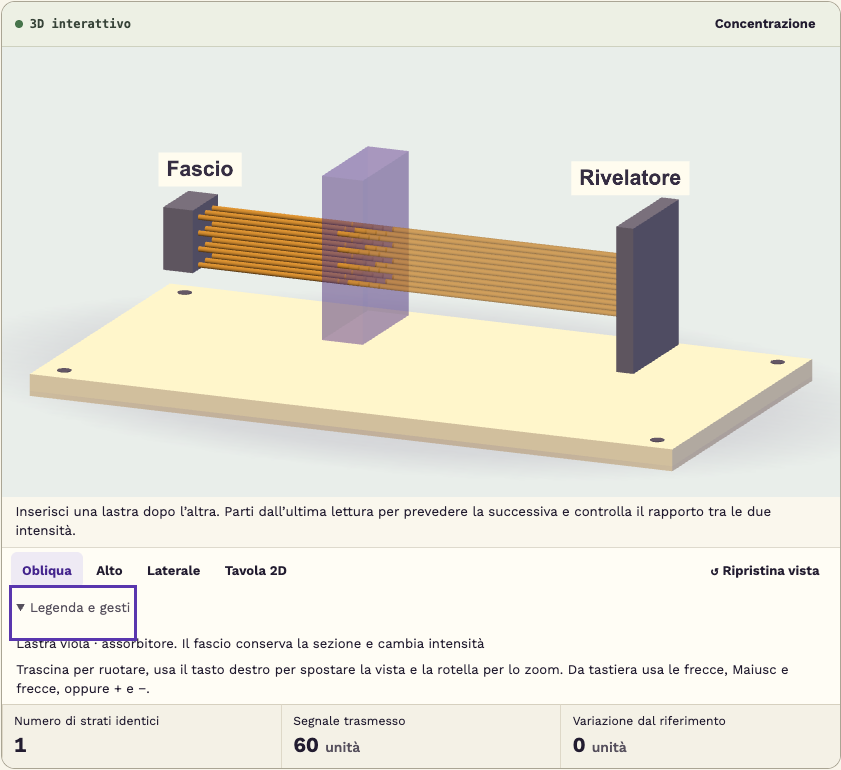 3D interattivo
Concentrazione
Fascio
Rivelatore
Inserisci una lastra dopo l’altra. Parti dall’ultima lettura per prevedere la successiva e controlla il rapporto tra le due
intensità.
Obliqua Alto Laterale Tavola 2D ↺ Ripristina vista
▼ Legenda e gesti
Lastra viola · assorbitore. Il fascio conserva la sezione e cambia intensità
Trascina per ruotare, usa il tasto destro per spostare la vista e la rotella per lo zoom. Da tastiera usa le frecce, Maiusc e
frecce, oppure + e −.
Numero di strati identici
1
Segnale trasmesso
60 unità
Variazione dal riferimento
0 unità